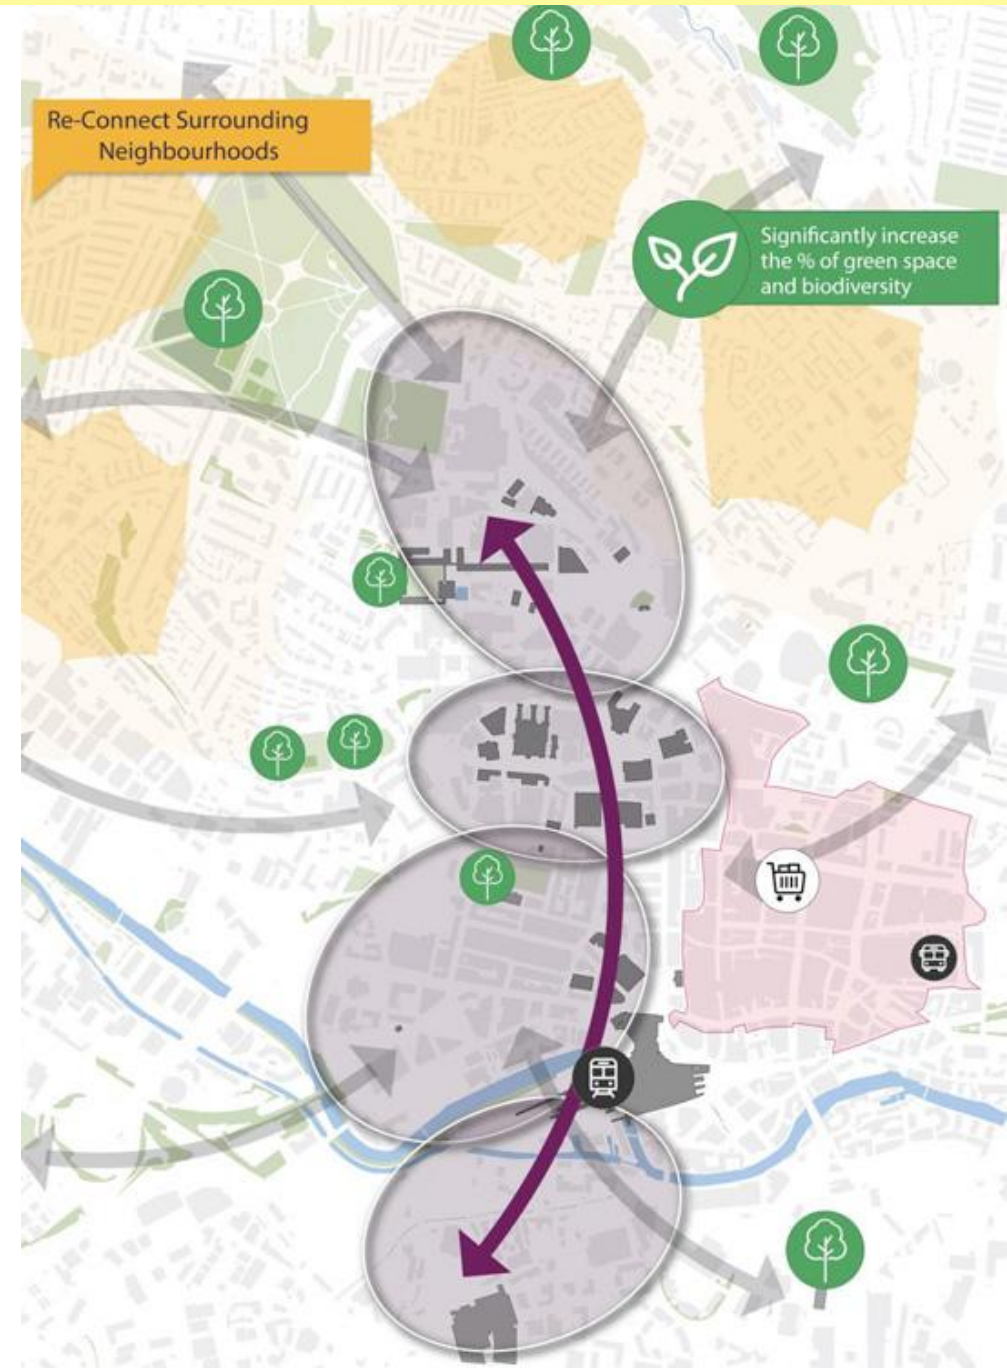 Re-Connect Surrounding
Neighbourhoods
Significantly increase
the % of green space
and biodiversity